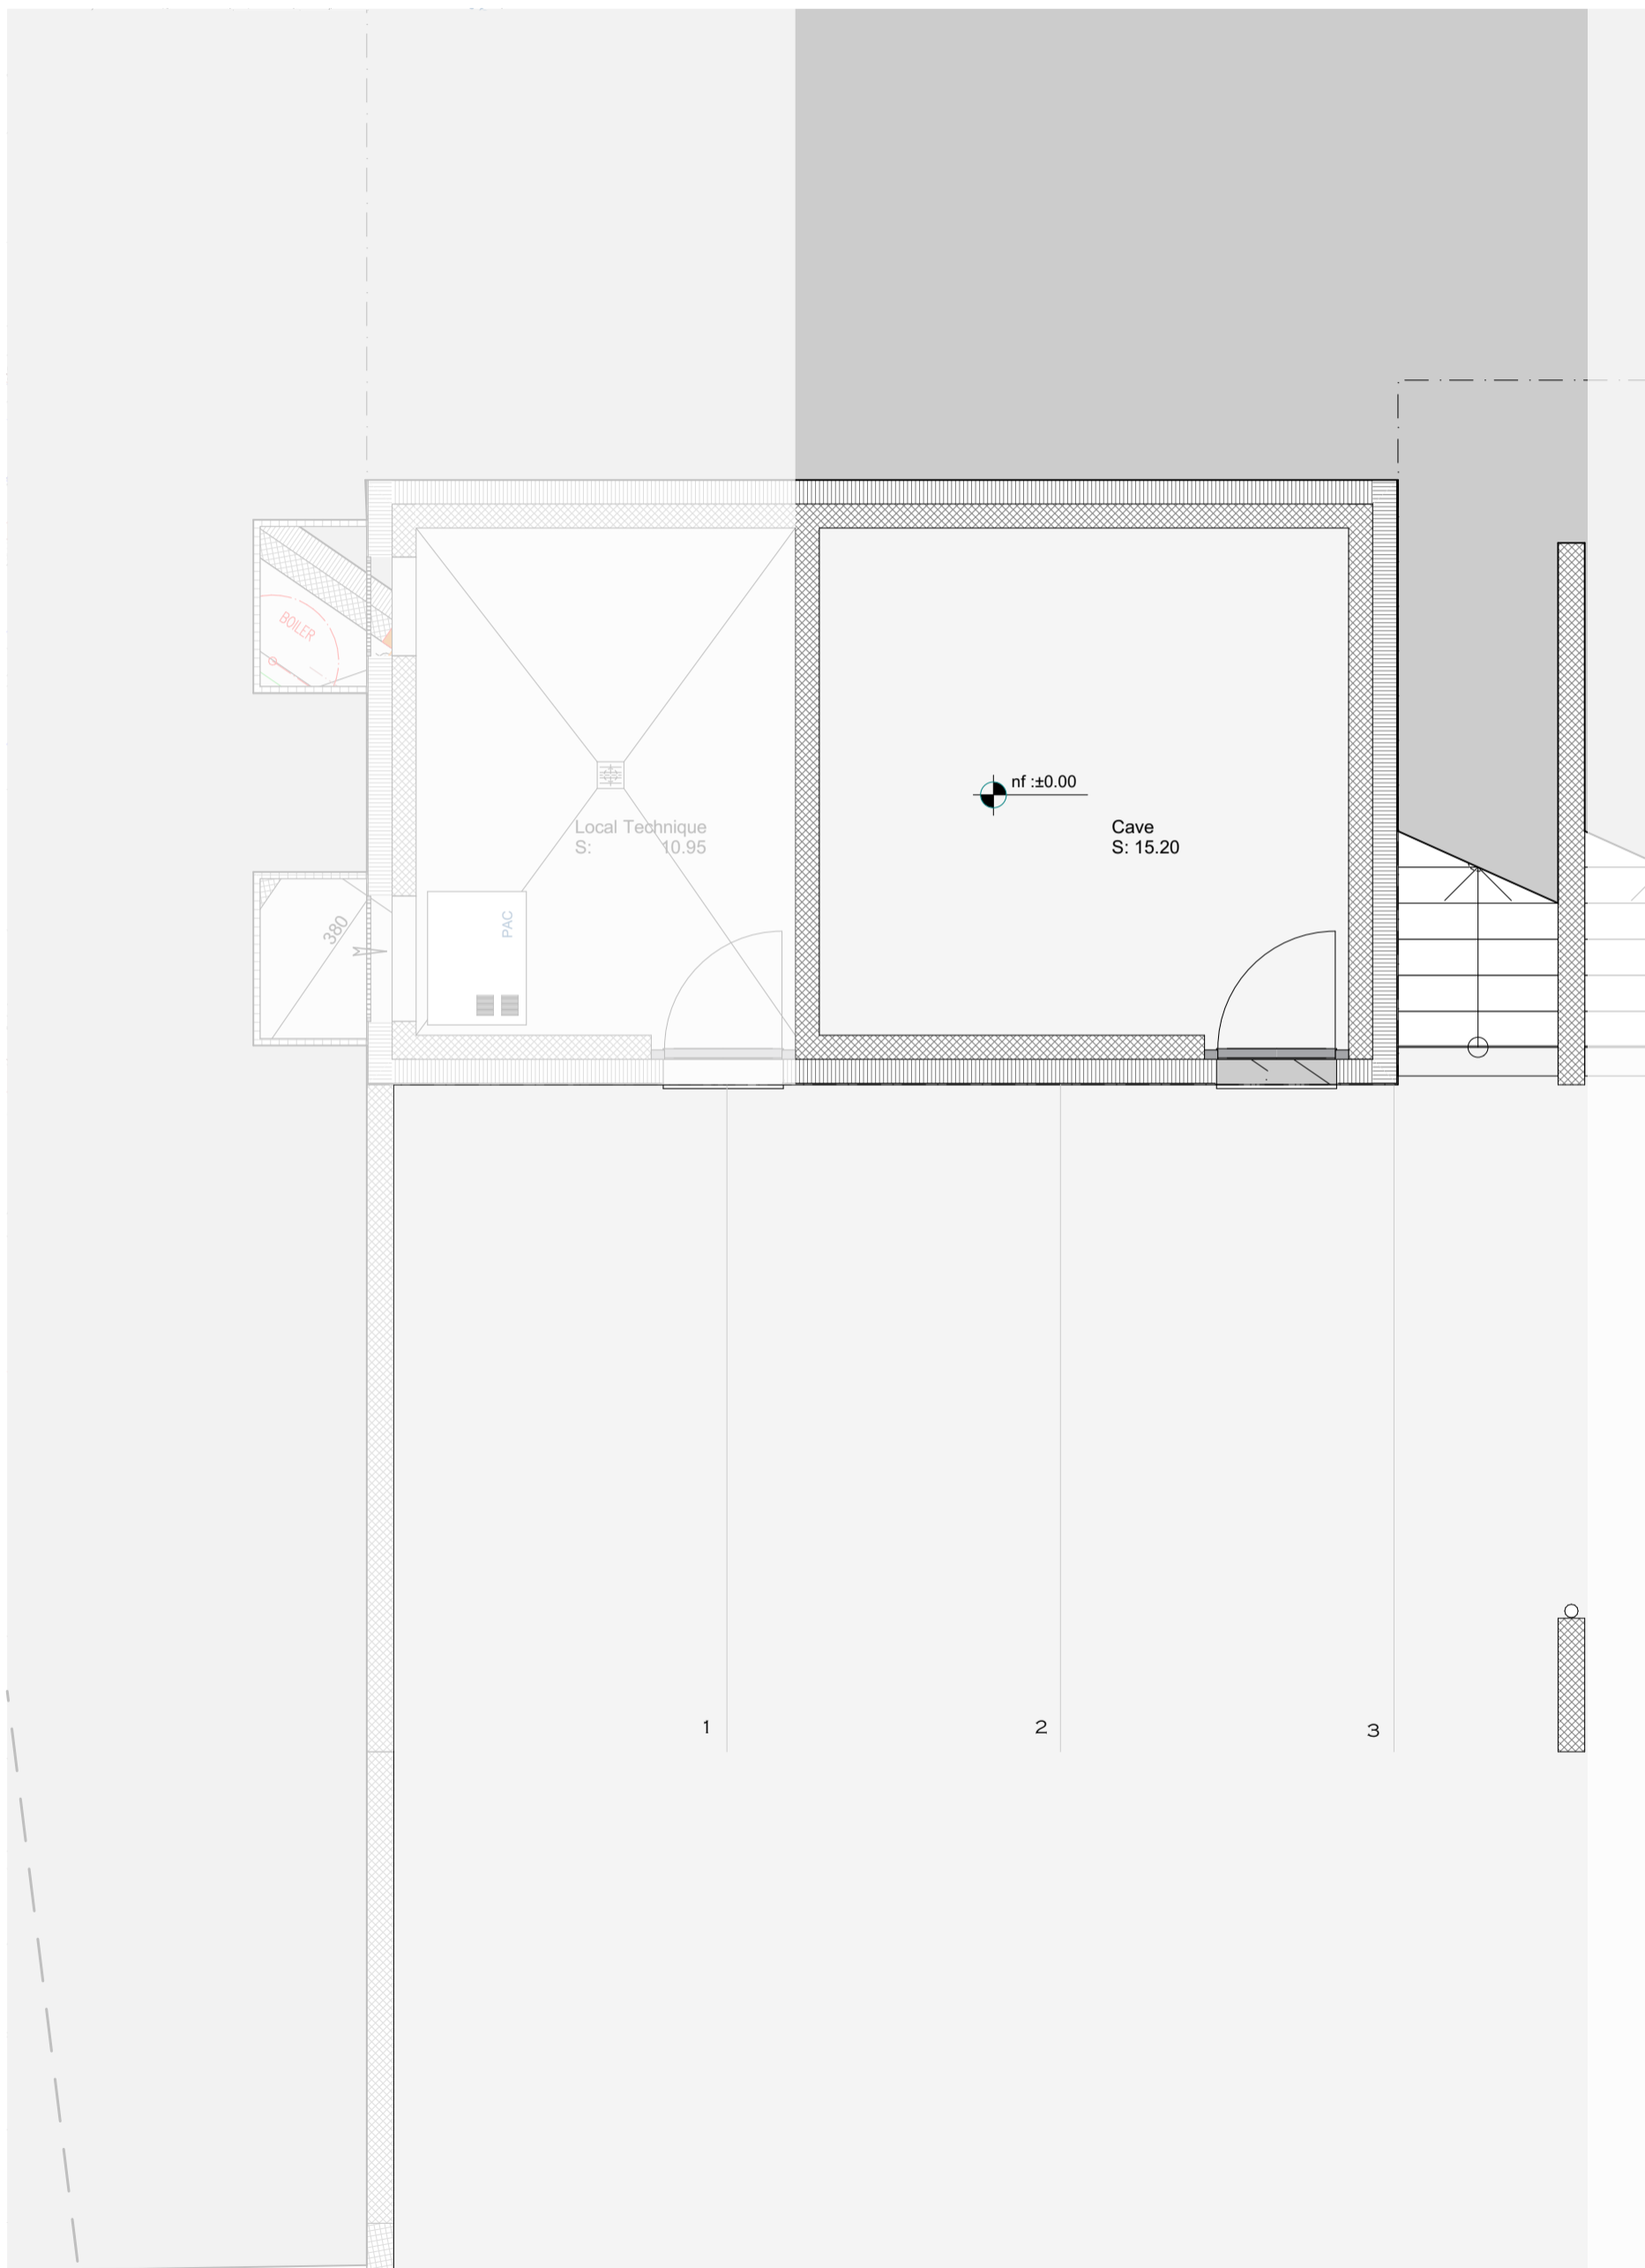 BOILER
nf :±0.00
Local Technique
S: 10.95
Cave
S: 15.20
PAC
380
1
2
3